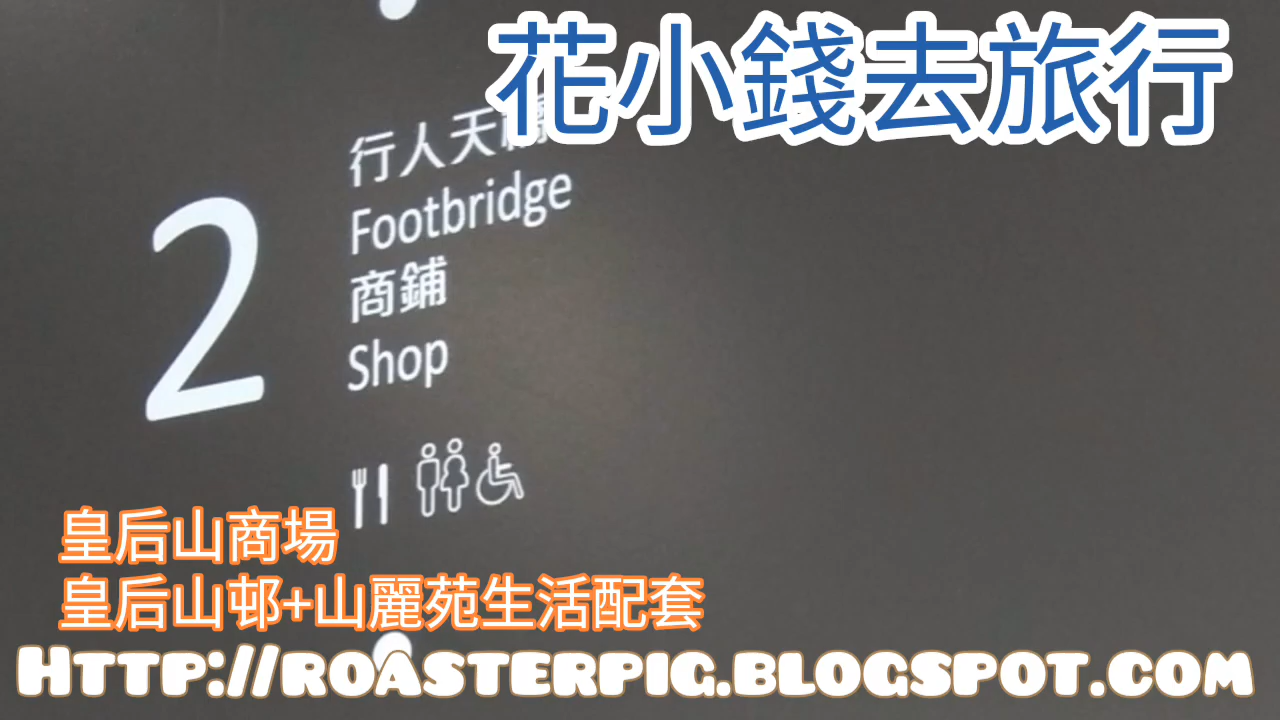 花小錢去旅行
行人天橋
Footbridge
2
商鋪
Shop
皇后山商場
皇后山邨+山麗苑生活配套
Http://roasterpig.blogspot.com